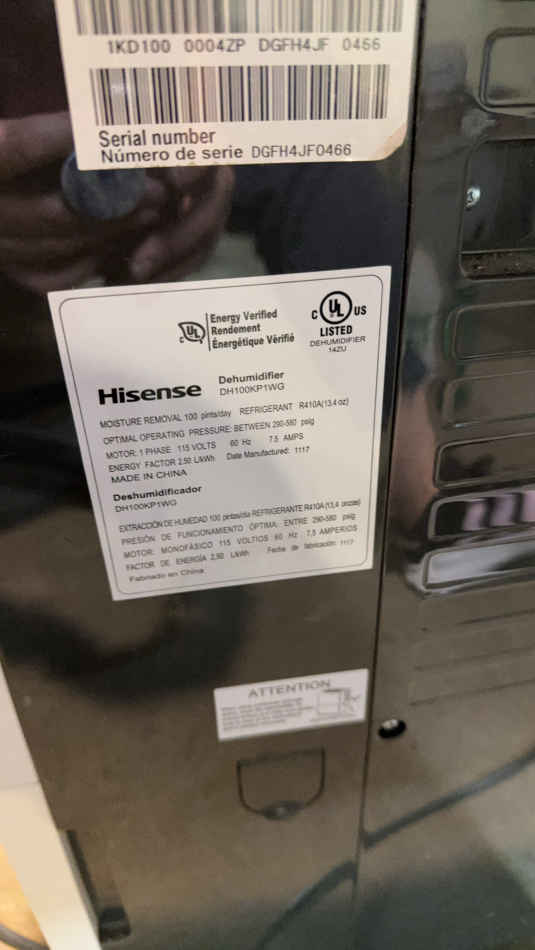 1KD100 0004ZP DGFH4JF 0466
Serial number
Número de serie DGFH4JF0466
UL
Energy Verified
Rendement
Énergétique Vérifié
C UL US
LISTED
DEHUMIDIFIER
14ZU
Hisense
Dehumidifier
DH100KP1WG
MOISTURE REMOVAL 100 pints/day REFRIGERANT R410A(13.4 oz)
OPTIMAL OPERATING PRESSURE: BETWEEN 290-580 psig
MOTOR: 1 PHASE 115 VOLTS 60 Hz 7.5 AMPS
ENERGY FACTOR 2.50 L/kWh Date Manufactured: 1117
MADE IN CHINA
Deshumidificador
DH100KP1WG
EXTRACCIÓN DE HUMEDAD 100 pintas/día REFRIGERANTE R410A(13,4 onzas)
PRESIÓN DE FUNCIONAMIENTO ÓPTIMA: ENTRE 290-580 psig
MOTOR: MONOFÁSICO 115 VOLTIOS 60 Hz 7,5 AMPERIOS
FACTOR DE ENERGÍA 2,50 L/kWh Fecha de fabricación: 1117
Fabricado en China
ATTENTION